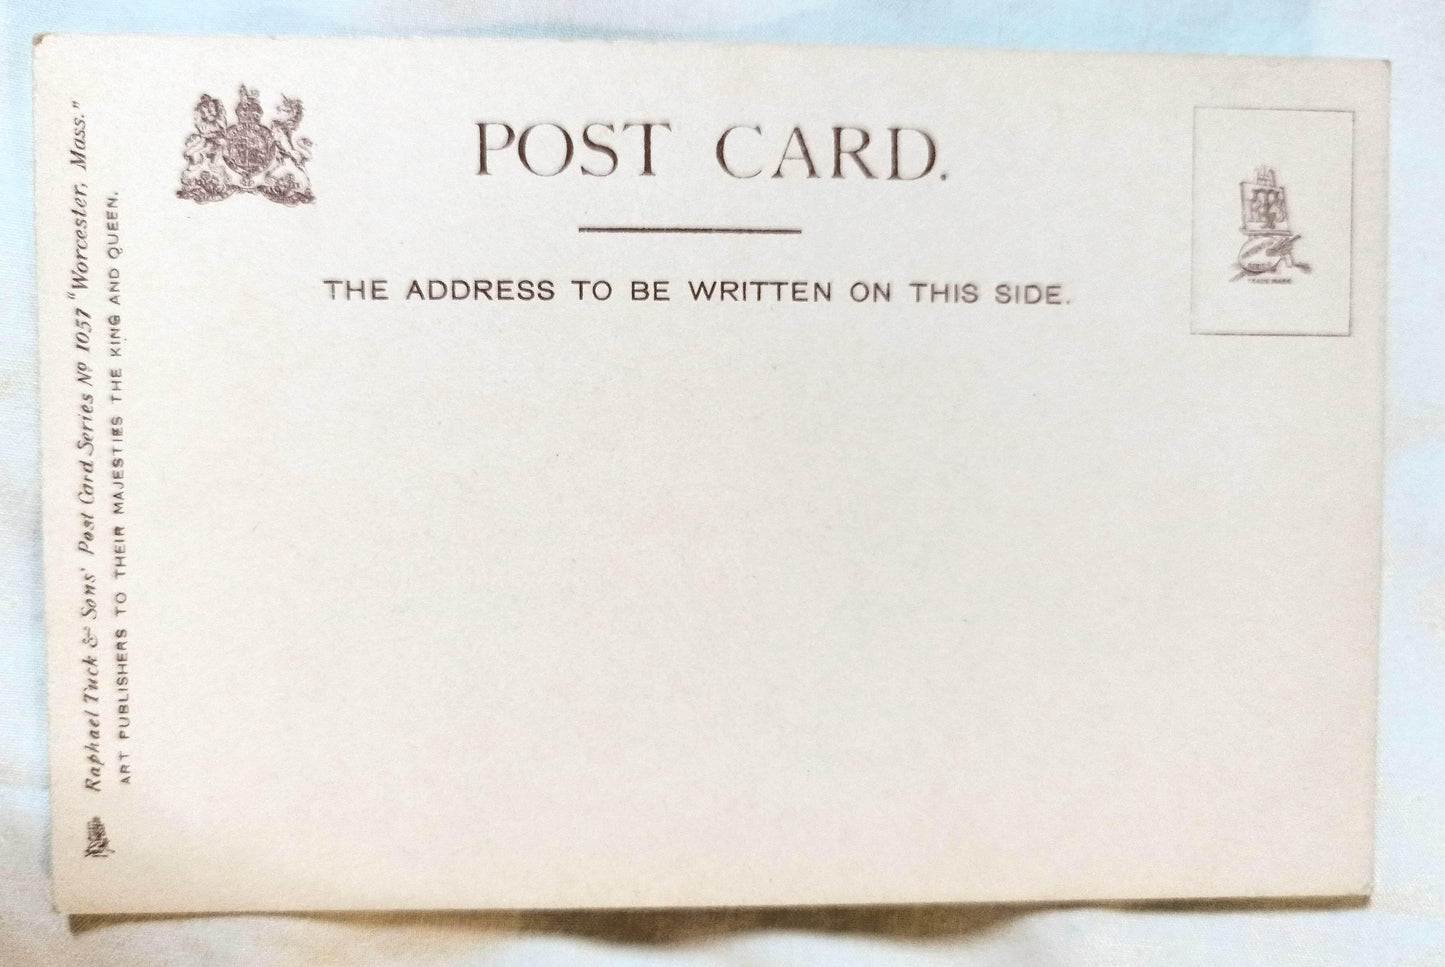 POST CARD.
THE ADDRESS TO BE WRITTEN ON THIS SIDE.
Raphael Tuck & Sons' Post Card Series No 1057 "Worcester, Mass."
ART PUBLISHERS TO THEIR MAJESTIES THE KING AND QUEEN.
TRADE MARK